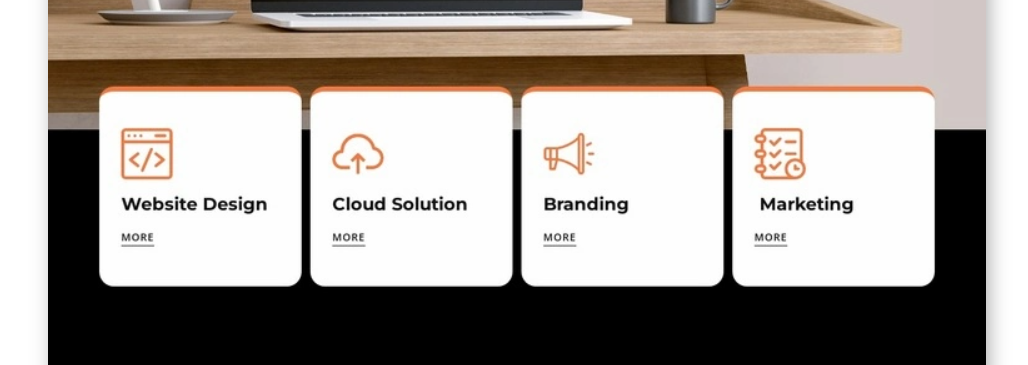 Website Design
MORE
Cloud Solution
MORE
Branding
MORE
Marketing
MORE